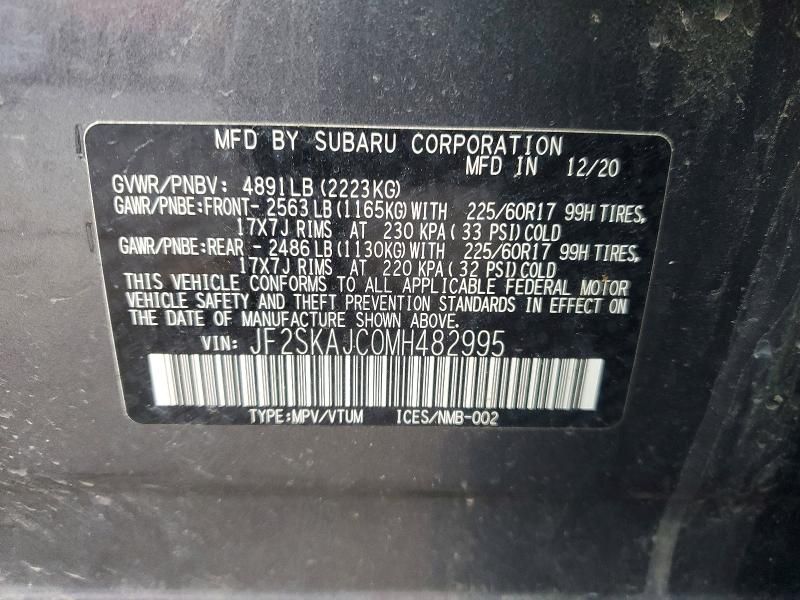 MFD BY SUBARU CORPORATION
MFD IN 12/20
GVWR/PNBV: 4891LB(2223KG)
GAWR/PNBE:FRONT- 2563LB(1165KG)WITH 225/60R17 99H TIRES,
17X7J RIMS AT 230 KPA( 33 PSI)COLD
GAWR/PNBE:REAR - 2486LB(1130KG)WITH 225/60R17 99H TIRES,
17X7J RIMS AT 220 KPA( 32 PSI)COLD
THIS VEHICLE CONFORMS TO ALL APPLICABLE FEDERAL MOTOR
VEHICLE SAFETY AND THEFT PREVENTION STANDARDS IN EFFECT ON
THE DATE OF MANUFACTURE SHOWN ABOVE.
VIN: JF2SKAJC0MH482995
TYPE:MPV/VTUM ICES/NMB-002